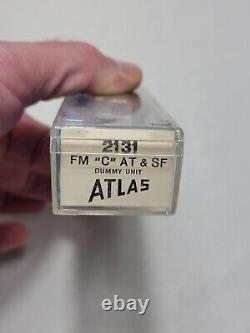 2131
FM "C" AT & SF
DUMMY UNIT
ATLAS